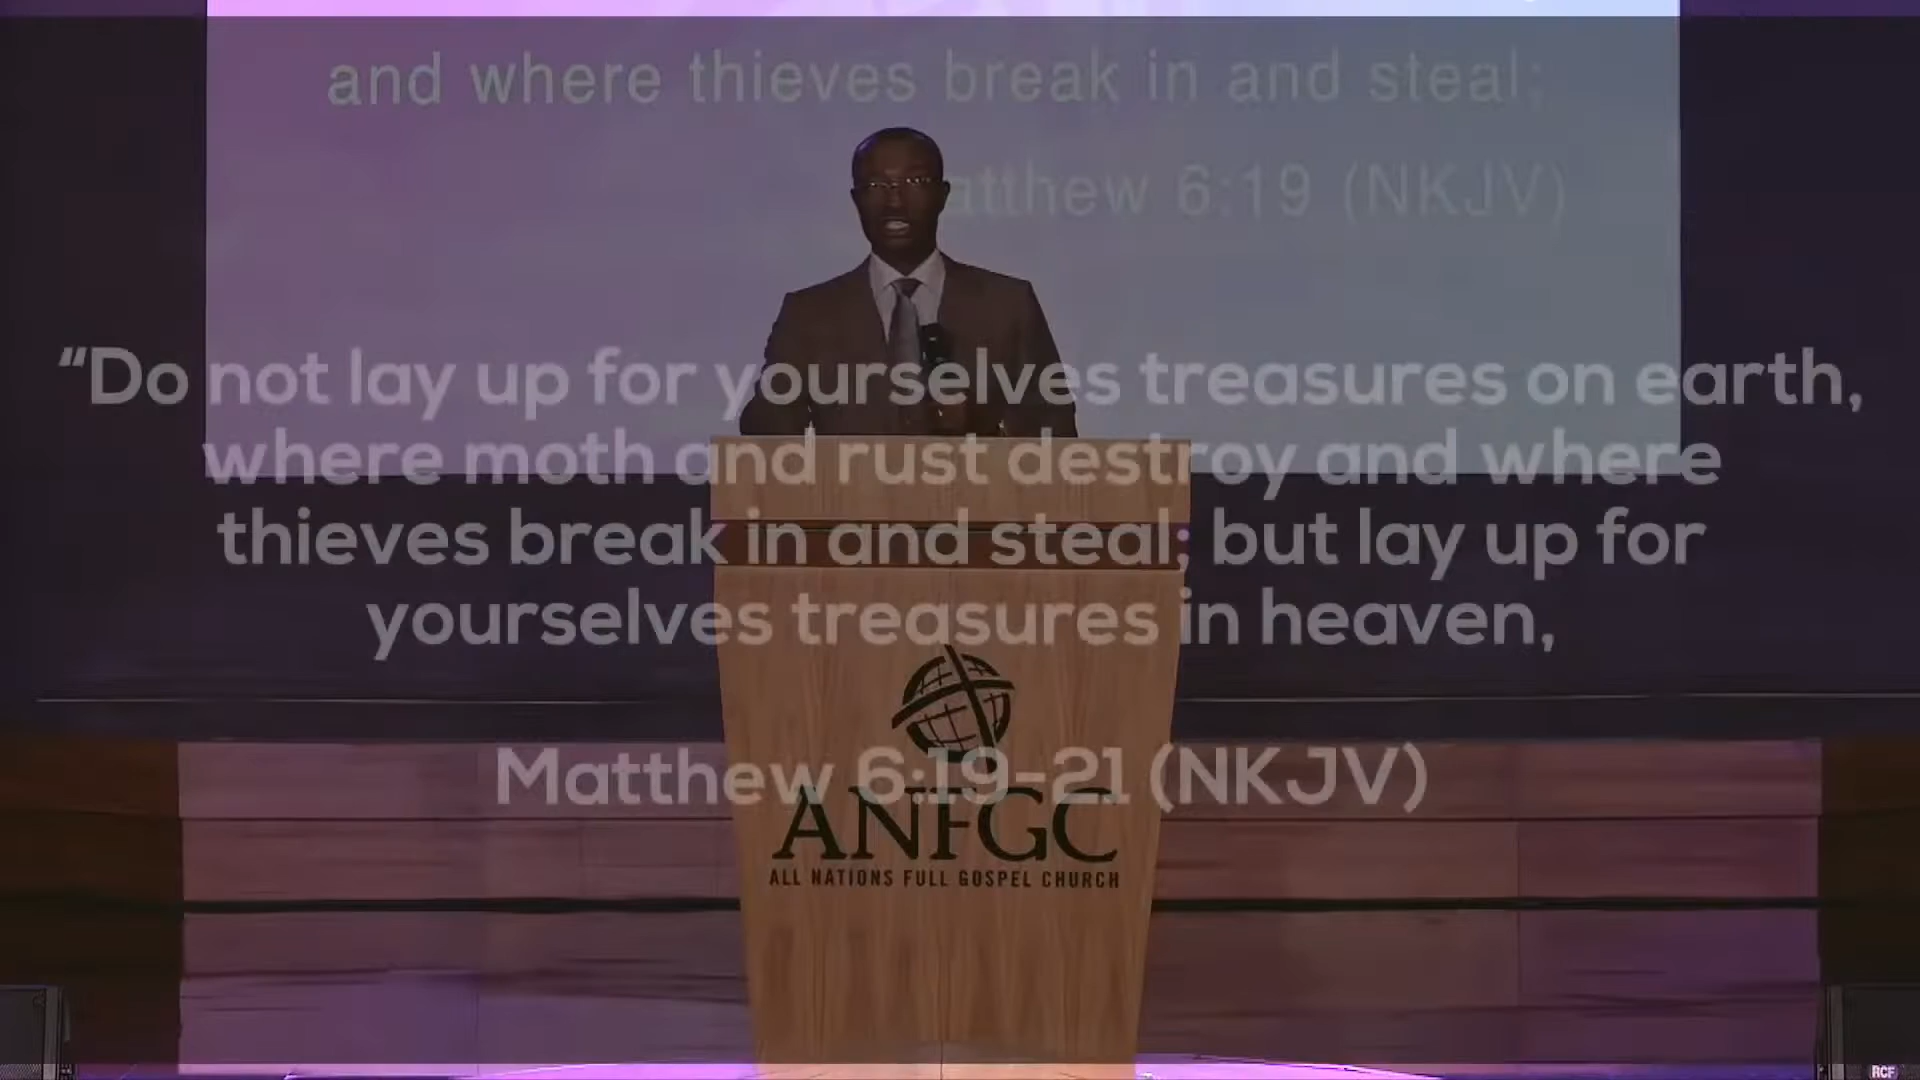 and where thieves break in and steal;
atthew 6:19 (NKJV)
“Do not lay up for yourselves treasures on earth,
where moth and rust destroy and where
thieves break in and steal; but lay up for
yourselves treasures in heaven,
Matthew 6:19-21 (NKJV)
ANFGC
ALL NATIONS FULL GOSPEL CHURCH
RCF